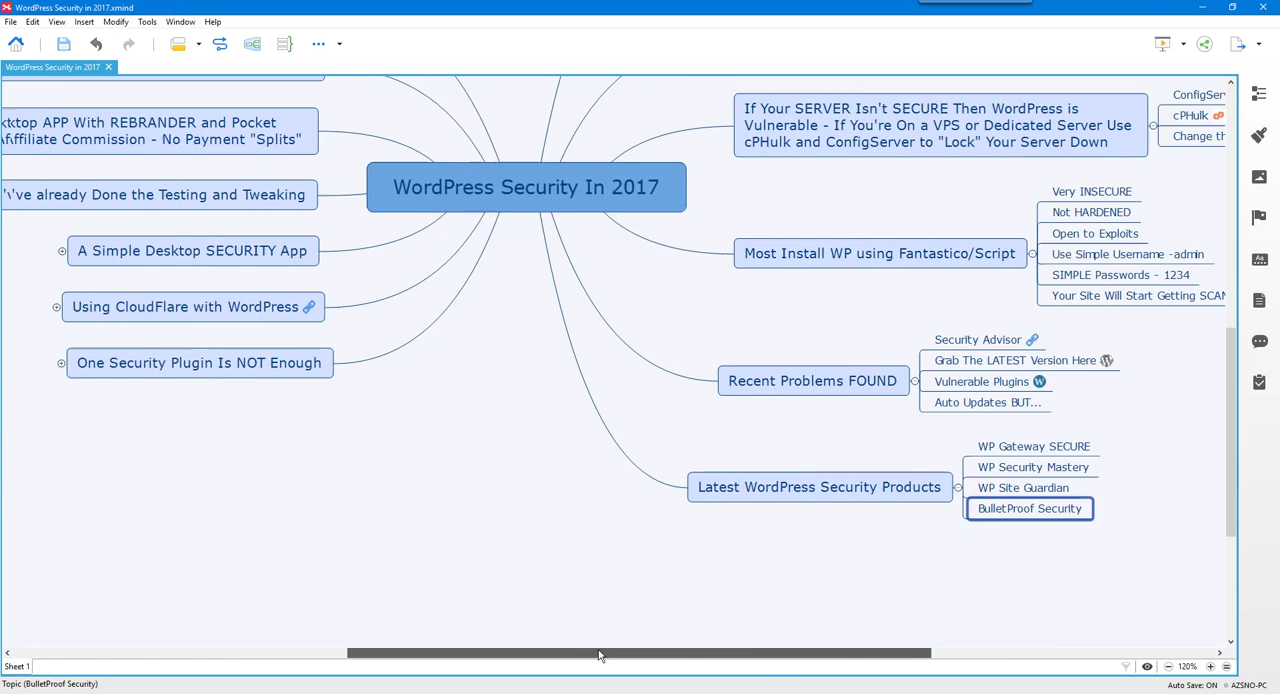 WordPress Security in 2017.xmind
File Edit View Insert Modify Tools Window Help
WordPress Security in 2017
APP With REBRANDER and Pocket
Affiliate Commission - No Payment "Splits"
already Done the Testing and Tweaking
A Simple Desktop SECURITY App
Using CloudFlare with WordPress
One Security Plugin Is NOT Enough
WordPress Security In 2017
If Your SERVER Isn't SECURE Then WordPress is
Vulnerable - If You're On a VPS or Dedicated Server Use
cPHulk and ConfigServer to "Lock" Your Server Down
ConfigSer
cPHulk
Change th
Most Install WP using Fantastico/Script
Very INSECURE
Not HARDENED
Open to Exploits
Use Simple Username -admin
SIMPLE Passwords - 1234
Your Site Will Start Getting SCAN
Recent Problems FOUND
Security Advisor
Grab The LATEST Version Here
Vulnerable Plugins
Auto Updates BUT...
Latest WordPress Security Products
WP Gateway SECURE
WP Security Mastery
WP Site Guardian
BulletProof Security
Sheet 1
120%
Topic (BulletProof Security)
Auto Save: ON AZSNO-PC